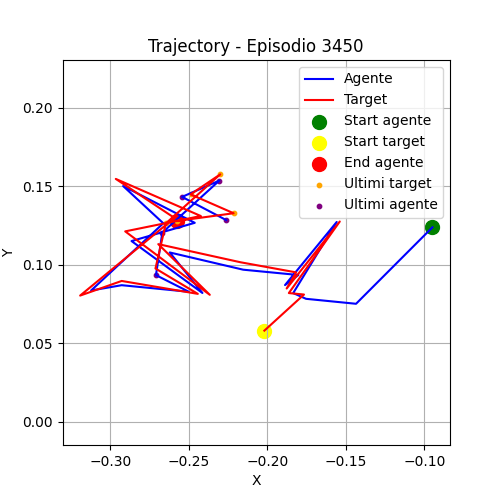 Trajectory - Episodio 3450
Agente
Target
Start agente
Start target
End agente
Ultimi target
Ultimi agente
0.20
0.15
0.10
0.05
0.00
Y
−0.30
−0.25
−0.20
−0.15
−0.10
X